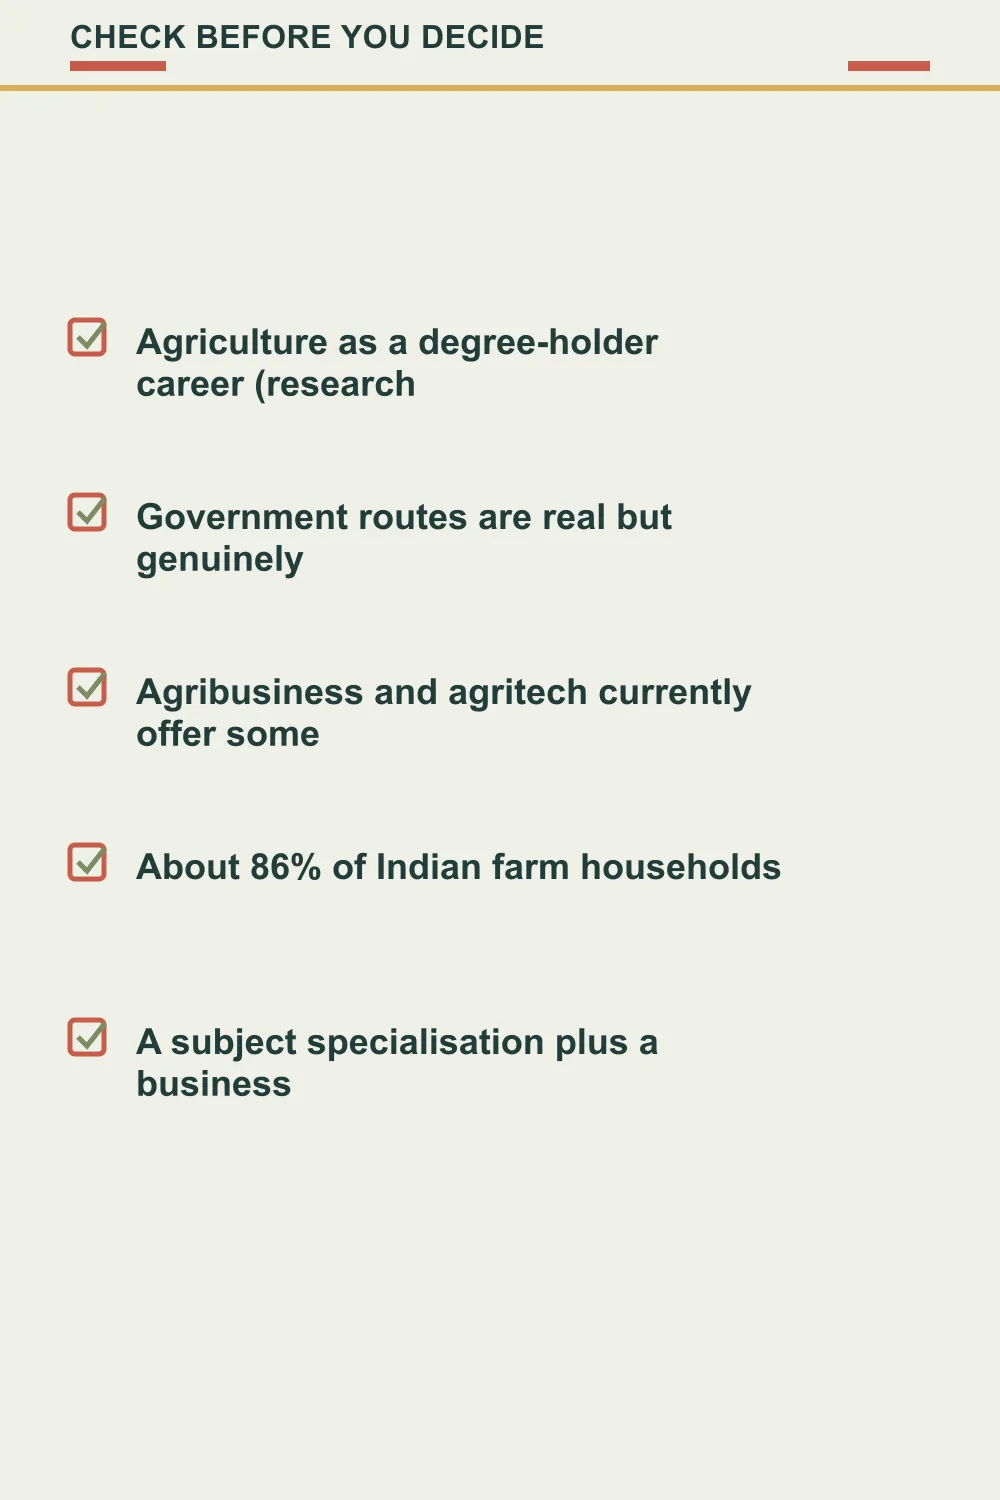 CHECK BEFORE YOU DECIDE
Agriculture as a degree-holder
career (research
Government routes are real but
genuinely
Agribusiness and agritech currently
offer some
About 86% of Indian farm households
A subject specialisation plus a
business